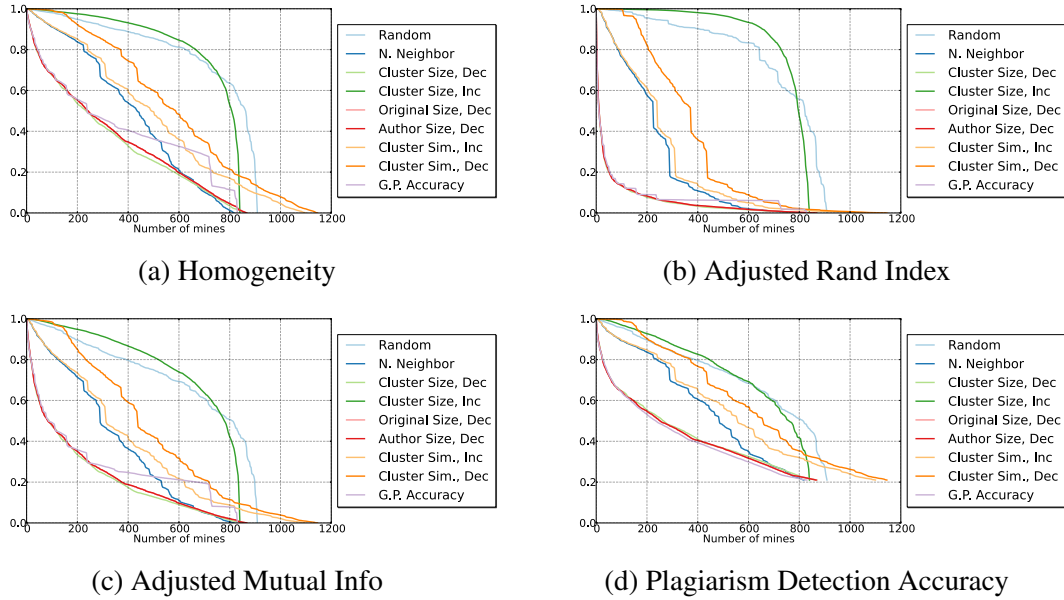 1.0
0.8
0.6
0.4
0.2
0.0
0 200 400 600 800 1000 1200
Number of mines
Random
N. Neighbor
Cluster Size, Dec
Cluster Size, Inc
Original Size, Dec
Author Size, Dec
Cluster Sim., Inc
Cluster Sim., Dec
G.P. Accuracy
(a) Homogeneity
1.0
0.8
0.6
0.4
0.2
0.0
0 200 400 600 800 1000 1200
Number of mines
Random
N. Neighbor
Cluster Size, Dec
Cluster Size, Inc
Original Size, Dec
Author Size, Dec
Cluster Sim., Inc
Cluster Sim., Dec
G.P. Accuracy
(b) Adjusted Rand Index
1.0
0.8
0.6
0.4
0.2
0.0
0 200 400 600 800 1000 1200
Number of mines
Random
N. Neighbor
Cluster Size, Dec
Cluster Size, Inc
Original Size, Dec
Author Size, Dec
Cluster Sim., Inc
Cluster Sim., Dec
G.P. Accuracy
(c) Adjusted Mutual Info
1.0
0.8
0.6
0.4
0.2
0.0
0 200 400 600 800 1000 1200
Number of mines
Random
N. Neighbor
Cluster Size, Dec
Cluster Size, Inc
Original Size, Dec
Author Size, Dec
Cluster Sim., Inc
Cluster Sim., Dec
G.P. Accuracy
(d) Plagiarism Detection Accuracy